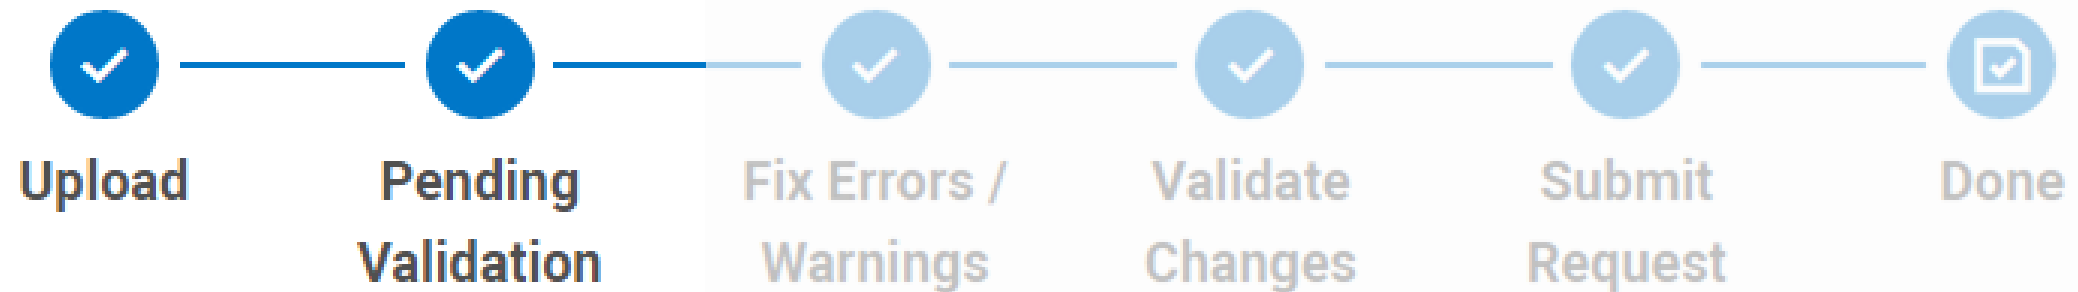 Upload
Pending
Validation
Fix Errors /
Warnings
Validate
Changes
Submit
Request
Done